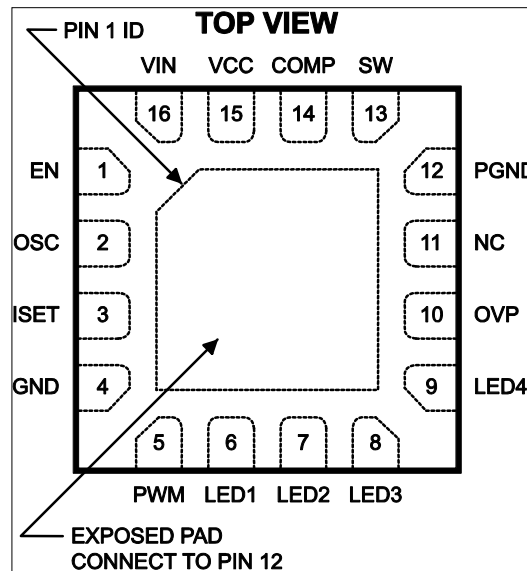 TOP VIEW
PIN 1 ID
VIN VCC COMP SW
16 15 14 13
EN 1 12 PGND
OSC 2 11 NC
ISET 3 10 OVP
GND 4 9 LED4
5 6 7 8
PWM LED1 LED2 LED3
EXPOSED PAD
CONNECT TO PIN 12